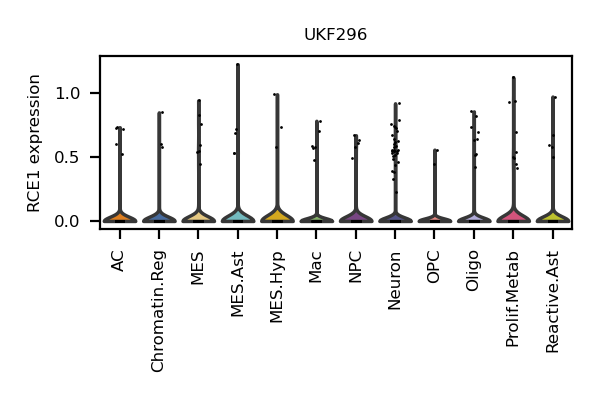 UKF296
RCE1 expression
1.0
0.5
0.0
AC
Chromatin.Reg
MES
MES.Ast
MES.Hyp
Mac
NPC
Neuron
OPC
Oligo
Prolif.Metab
Reactive.Ast